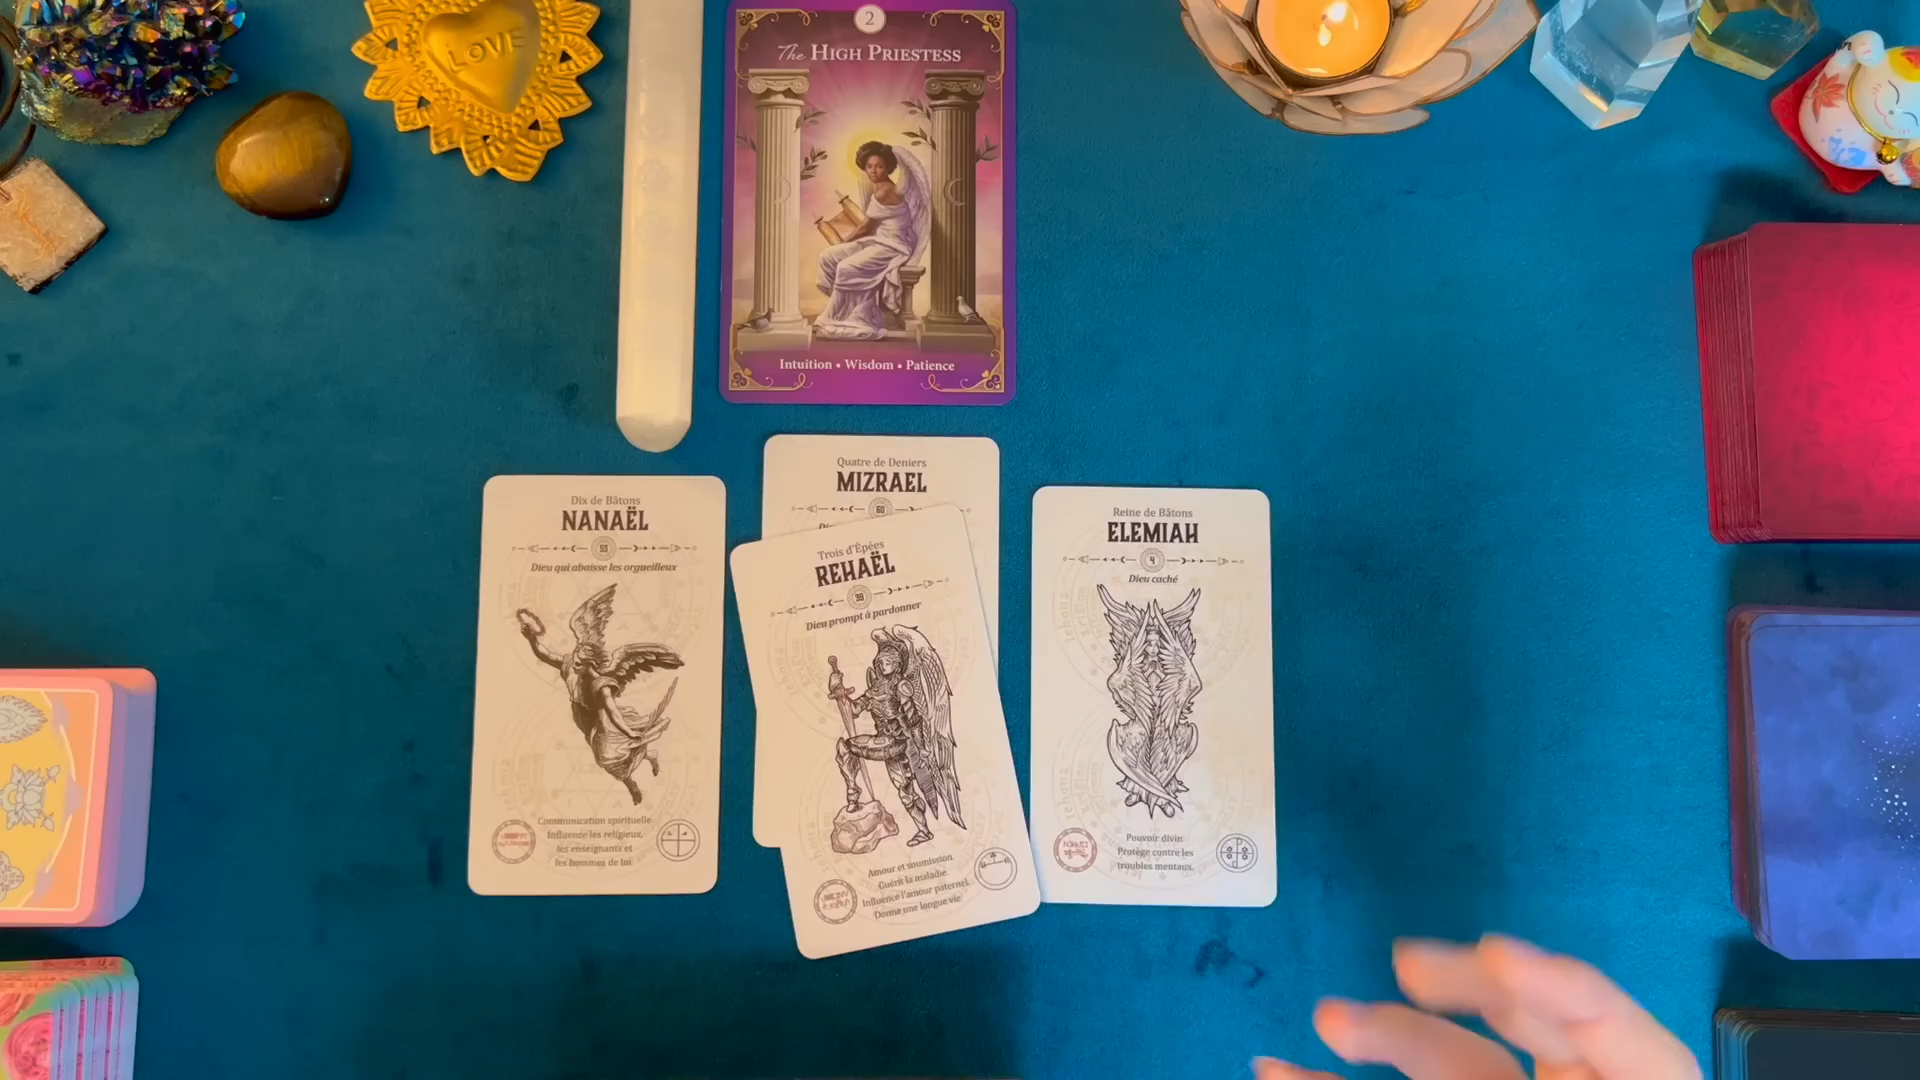 LOVE
2
The HIGH PRIESTESS
Intuition • Wisdom • Patience
Dix de Bâtons
NANAËL
53
Dieu qui abaisse les orgueilleux
Communication spirituelle.
Influence les religieux,
les enseignants et
les hommes de loi.
Quatre de Deniers
MIZRAEL
60
Trois d'Épées
REHAËL
39
Dieu prompt à pardonner
Amour et soumission.
Guérit la maladie.
Influence l'amour paternel.
Donne une longue vie.
Reine de Bâtons
ELEMIAH
4
Dieu caché
Pouvoir divin.
Protège contre les
troubles mentaux.